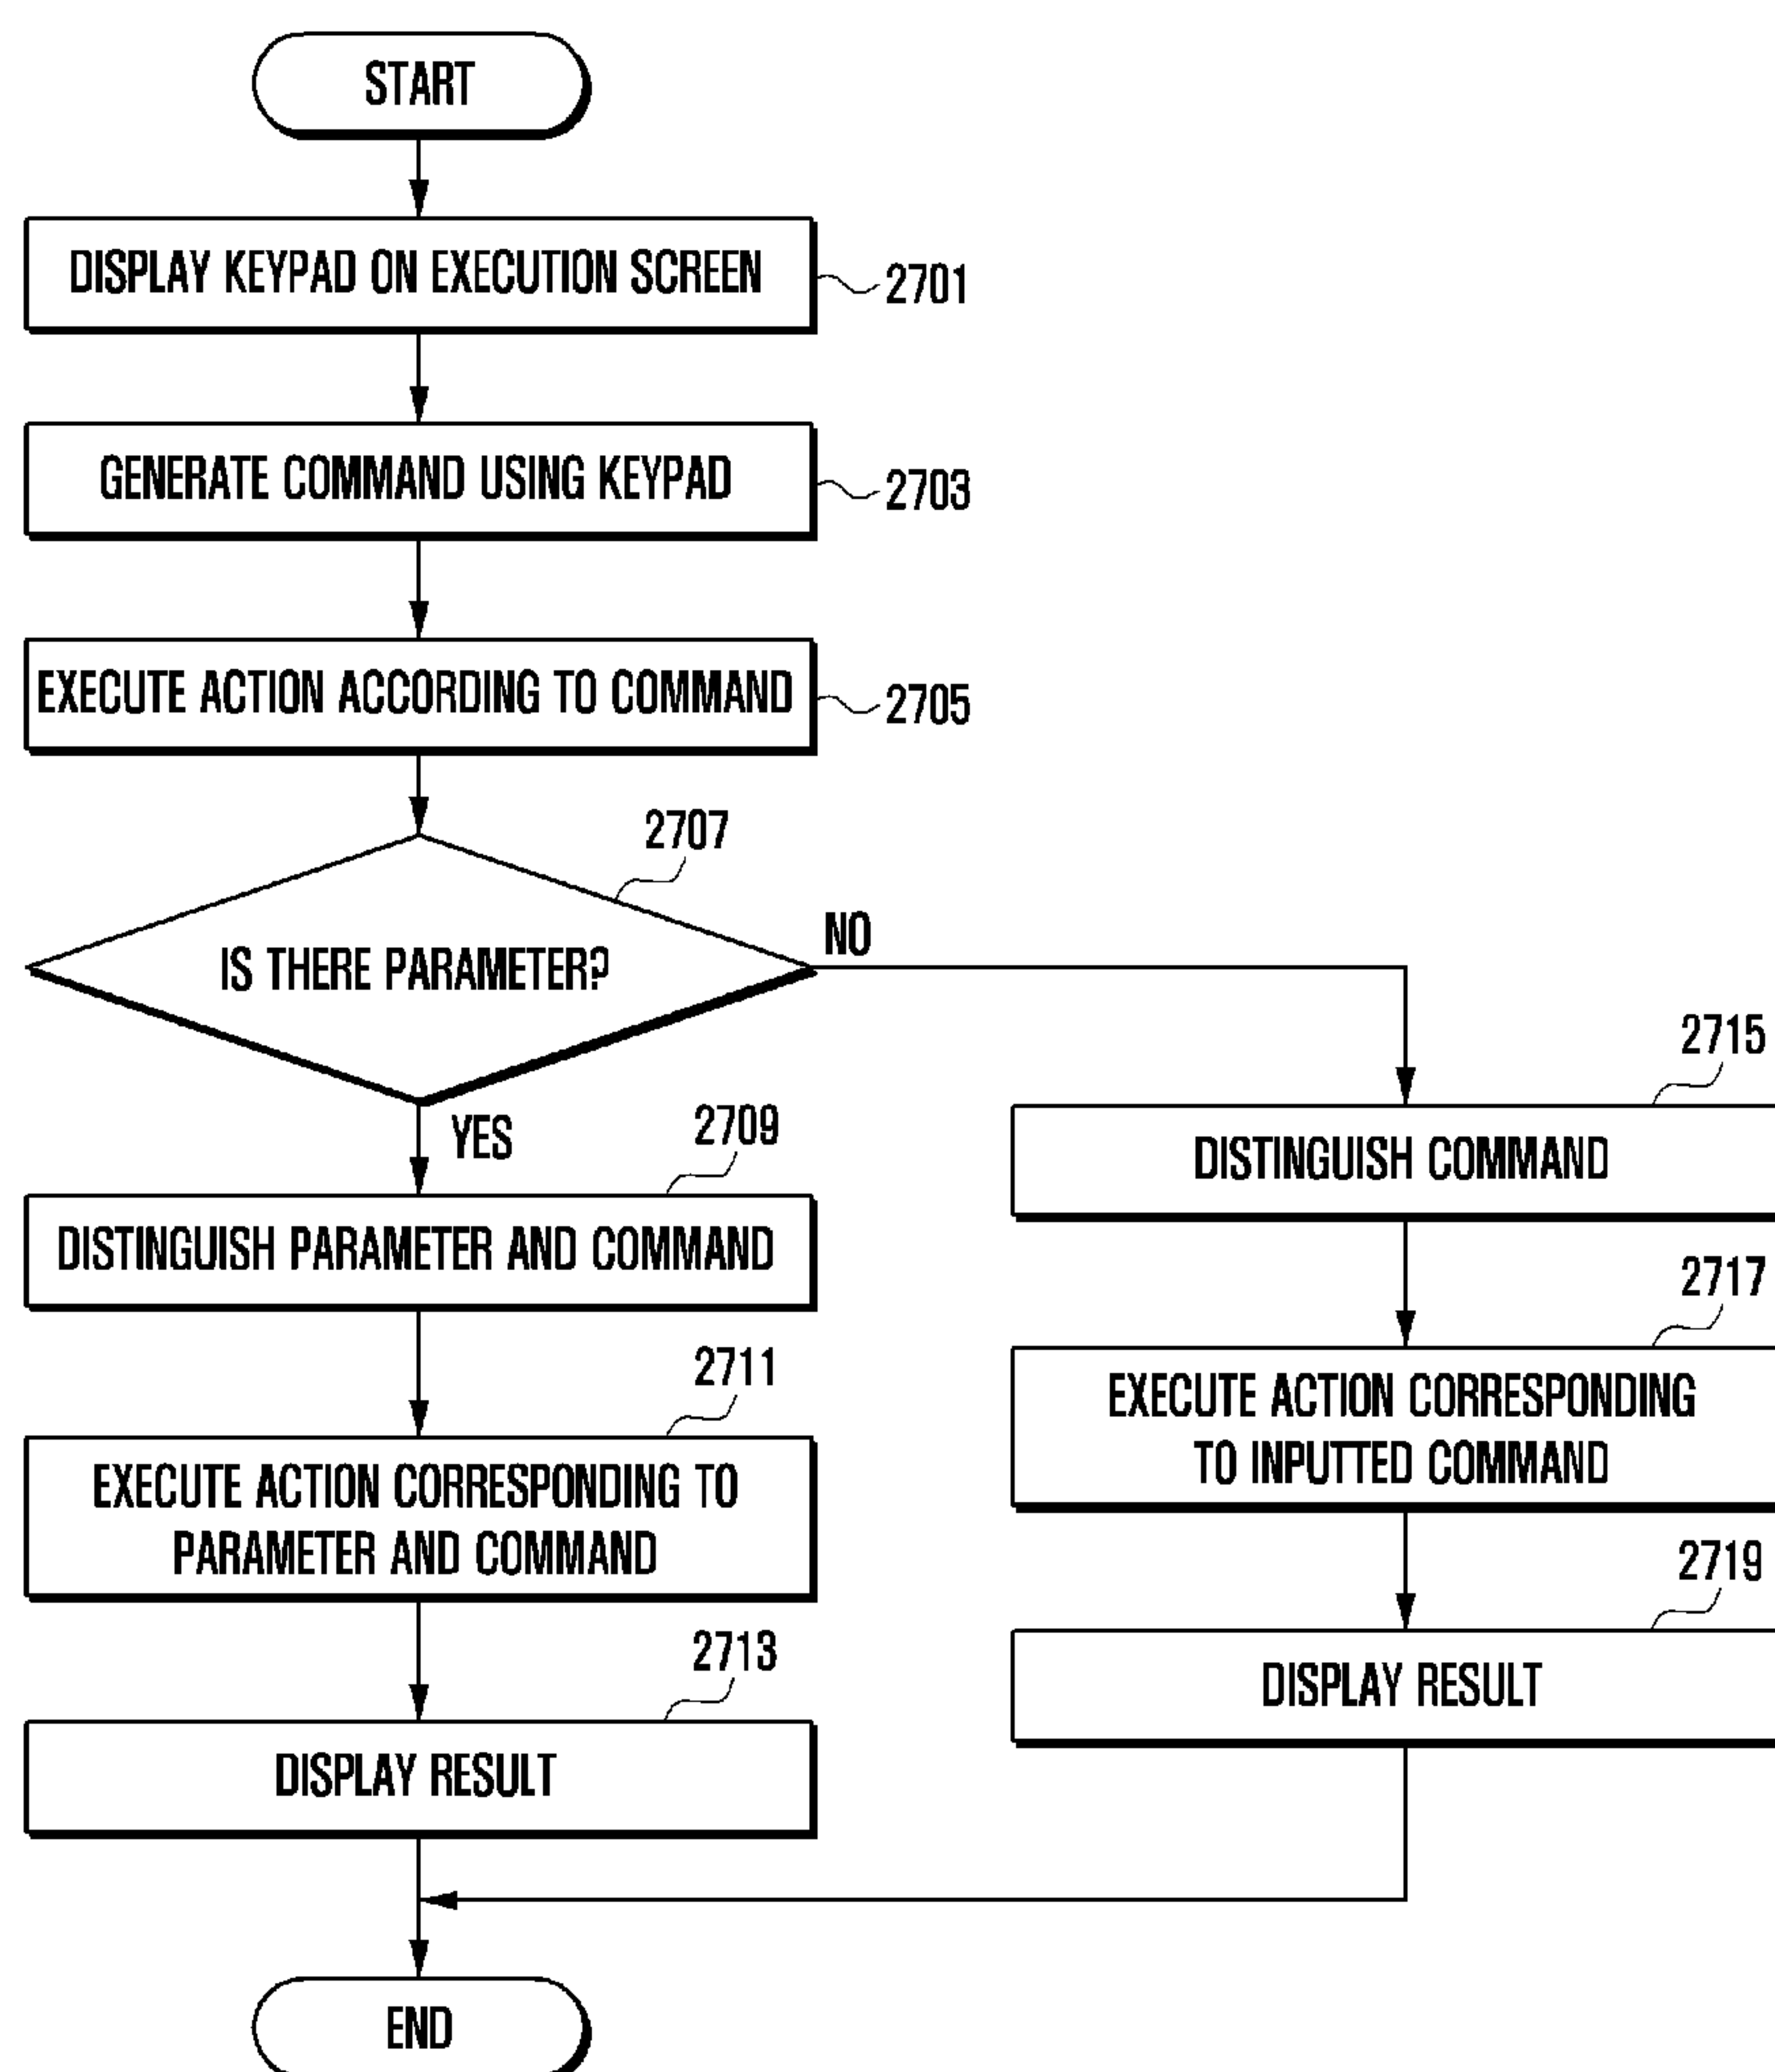 START
DISPLAY KEYPAD ON EXECUTION SCREEN
2701
GENERATE COMMAND USING KEYPAD
2703
EXECUTE ACTION ACCORDING TO COMMAND
2705
2707
IS THERE PARAMETER?
NO
YES
2709
DISTINGUISH PARAMETER AND COMMAND
2711
EXECUTE ACTION CORRESPONDING TO
PARAMETER AND COMMAND
2713
DISPLAY RESULT
2715
DISTINGUISH COMMAND
2717
EXECUTE ACTION CORRESPONDING
TO INPUTTED COMMAND
2719
DISPLAY RESULT
END